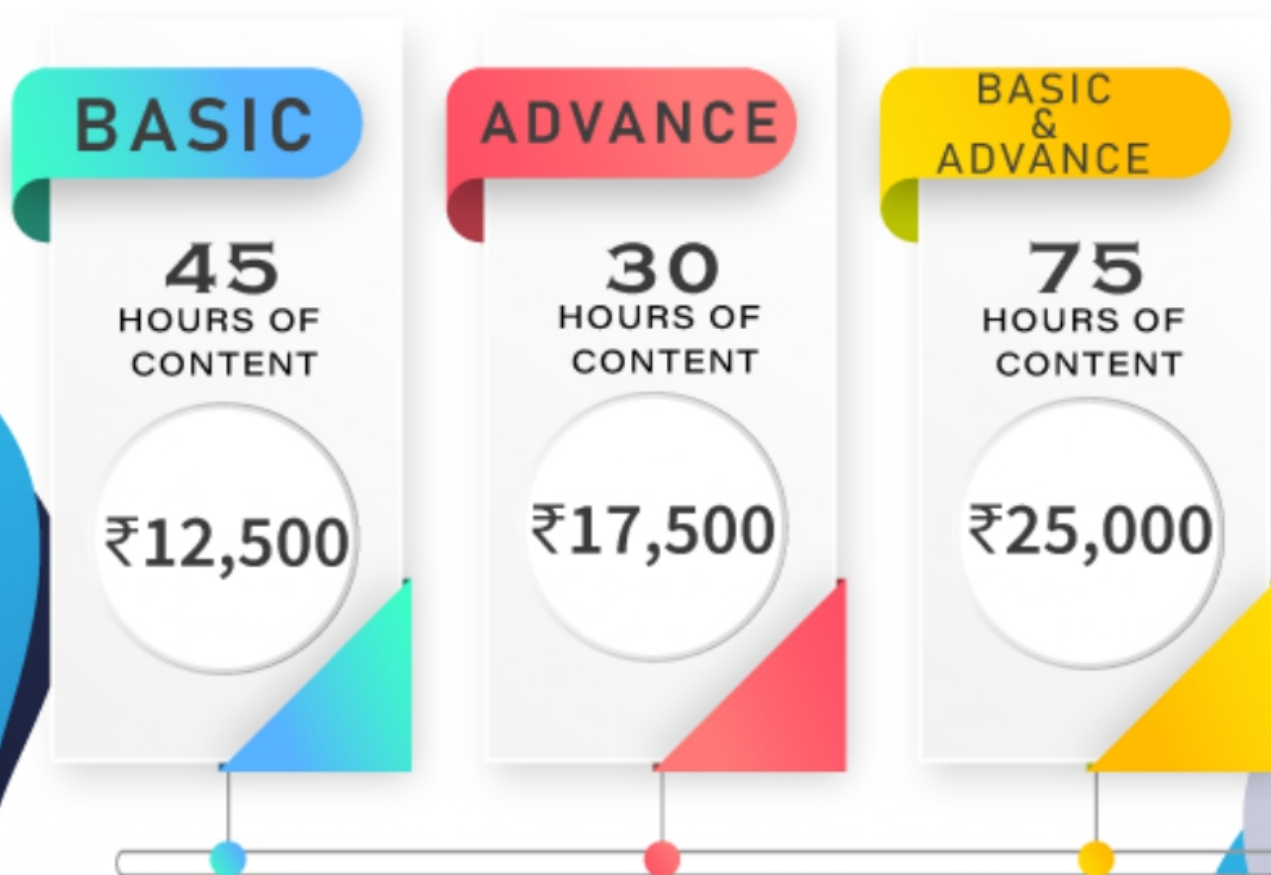 BASIC
45
HOURS OF
CONTENT
₹12,500
ADVANCE
30
HOURS OF
CONTENT
₹17,500
BASIC
&
ADVANCE
75
HOURS OF
CONTENT
₹25,000